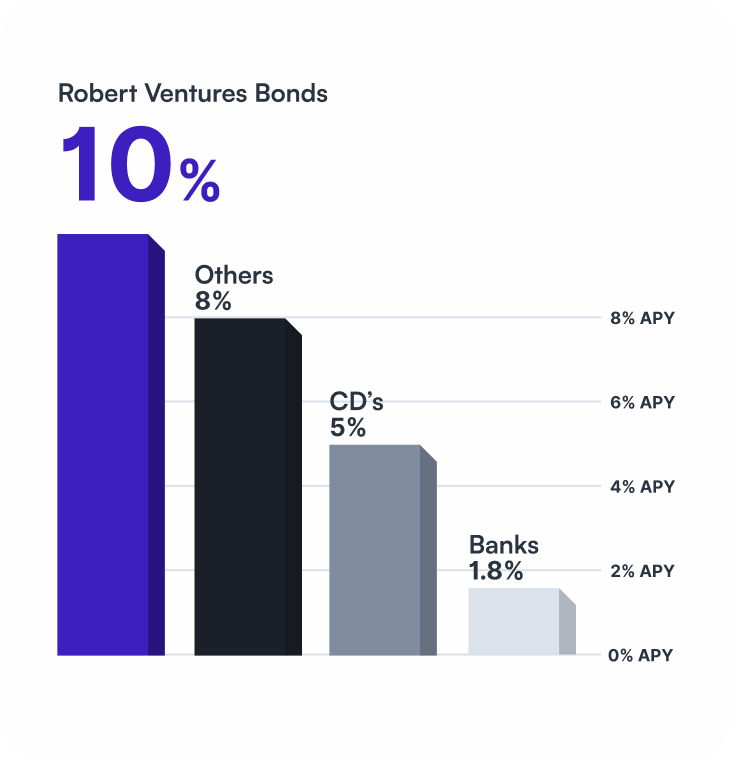 Robert Ventures Bonds
10%
Others
8%
8% APY
CD’s
5%
6% APY
4% APY
Banks
1.8%
2% APY
0% APY